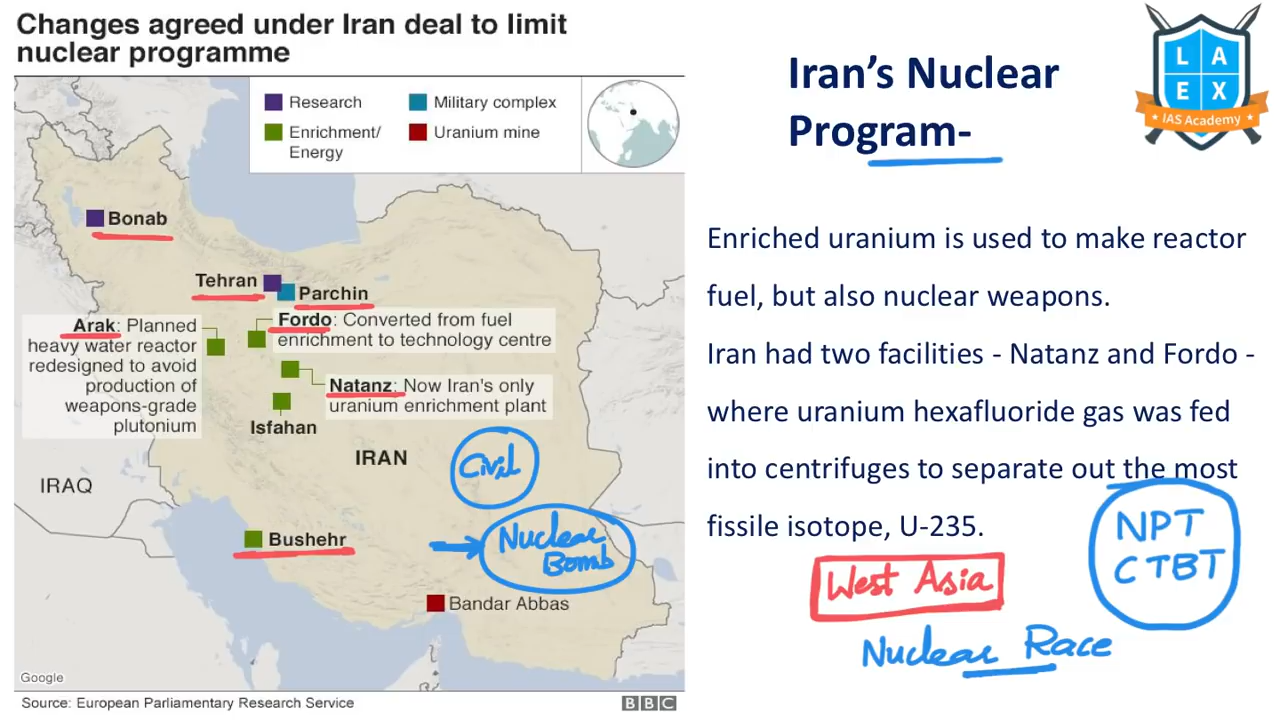 Changes agreed under Iran deal to limit
nuclear programme
Research
Military complex
Enrichment/
Energy
Uranium mine
Bonab
Tehran
Parchin
Arak: Planned
heavy water reactor
redesigned to avoid
production of
weapons-grade
plutonium
Fordo: Converted from fuel
enrichment to technology centre
Natanz: Now Iran's only
uranium enrichment plant
Isfahan
IRAN
IRAQ
Civil
Bushehr
Nuclear
Bomb
Bandar Abbas
Google
Source: European Parliamentary Research Service
BBC
Iran’s Nuclear
Program-
L A
E X
IAS Academy
Enriched uranium is used to make reactor
fuel, but also nuclear weapons.
Iran had two facilities - Natanz and Fordo -
where uranium hexafluoride gas was fed
into centrifuges to separate out the most
fissile isotope, U-235.
NPT
CTBT
West Asia
Nuclear Race